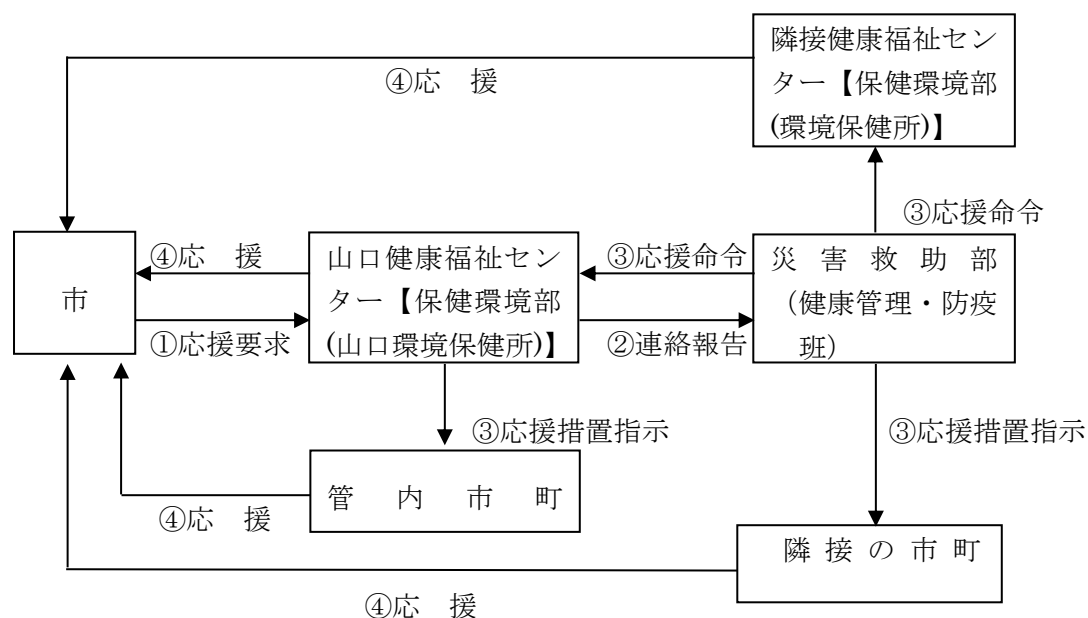 隣接健康福祉セン
ター【保健環境部
(環境保健所)】
④応　援
③応援命令
市
④応　援
①応援要求
山口健康福祉セン
ター【保健環境部
(山口環境保健所)】
③応援命令
②連絡報告
災害救助部
（健康管理・防疫
班）
③応援措置指示
③応援措置指示
管内市町
④応　援
隣接の市町
④応　援